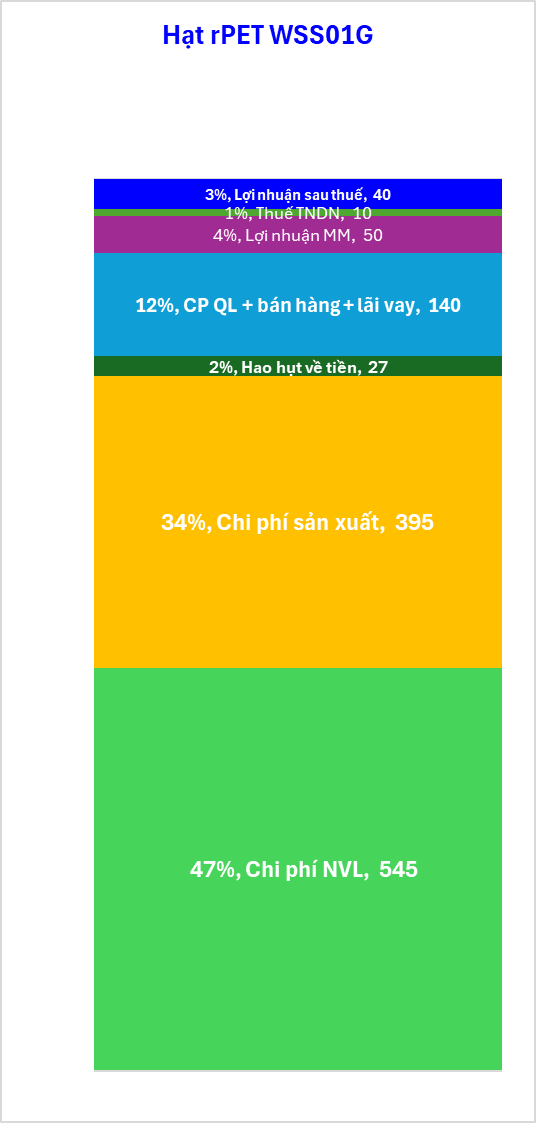 Hạt rPET WSS01G
3%, Lợi nhuận sau thuế, 40
1%, Thuế TNDN, 10
4%, Lợi nhuận MM, 50
12%, CP QL + bán hàng + lãi vay, 140
2%, Hao hụt về tiền, 27
34%, Chi phí sản xuất, 395
47%, Chi phí NVL, 545